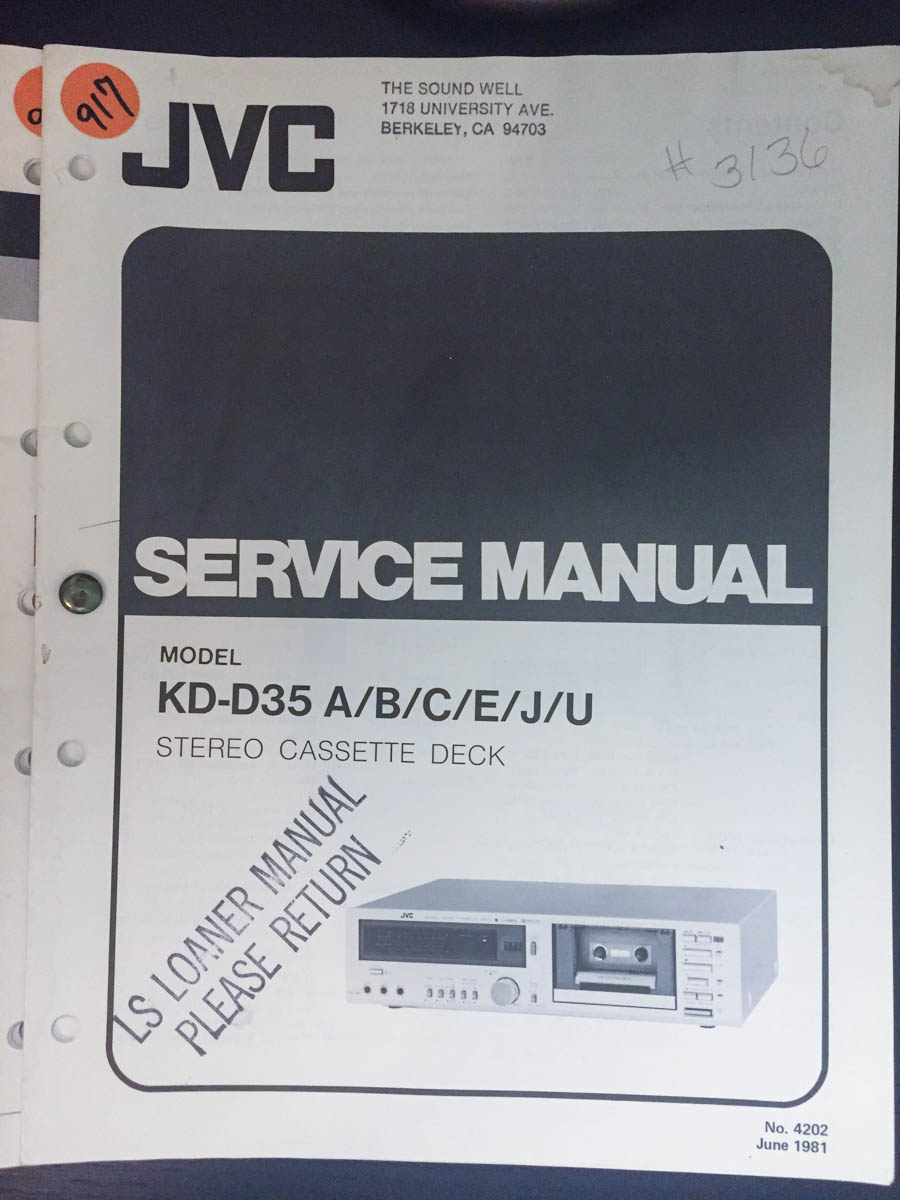 917
JVC
THE SOUND WELL
1718 UNIVERSITY AVE.
BERKELEY, CA 94703
# 3136
SERVICE MANUAL
MODEL
KD-D35 A/B/C/E/J/U
STEREO CASSETTE DECK
LS LOANER MANUAL
PLEASE RETURN
JVC
No. 4202
June 1981